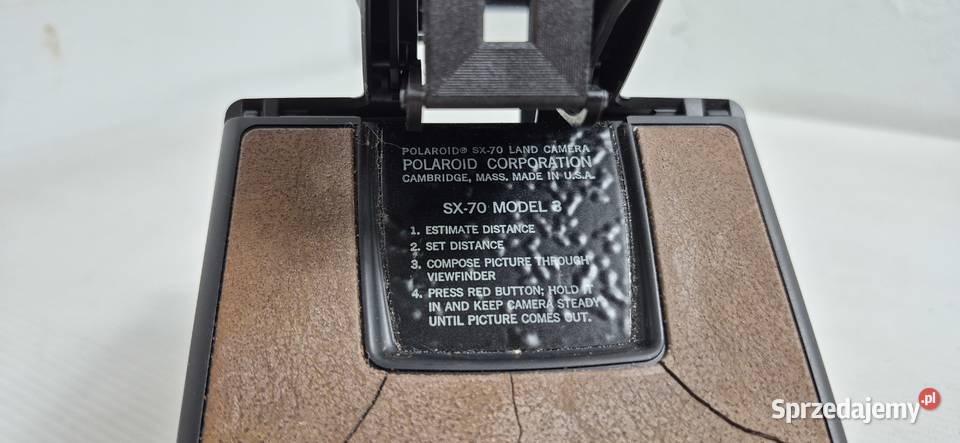 POLAROID® SX-70 LAND CAMERA
POLAROID CORPORATION
CAMBRIDGE, MASS. MADE IN U.S.A.
SX-70 MODEL 3
1. ESTIMATE DISTANCE
2. SET DISTANCE
3. COMPOSE PICTURE THROUGH
VIEWFINDER
4. PRESS RED BUTTON; HOLD IT
IN AND KEEP CAMERA STEADY
UNTIL PICTURE COMES OUT.
Sprzedajemy.pl